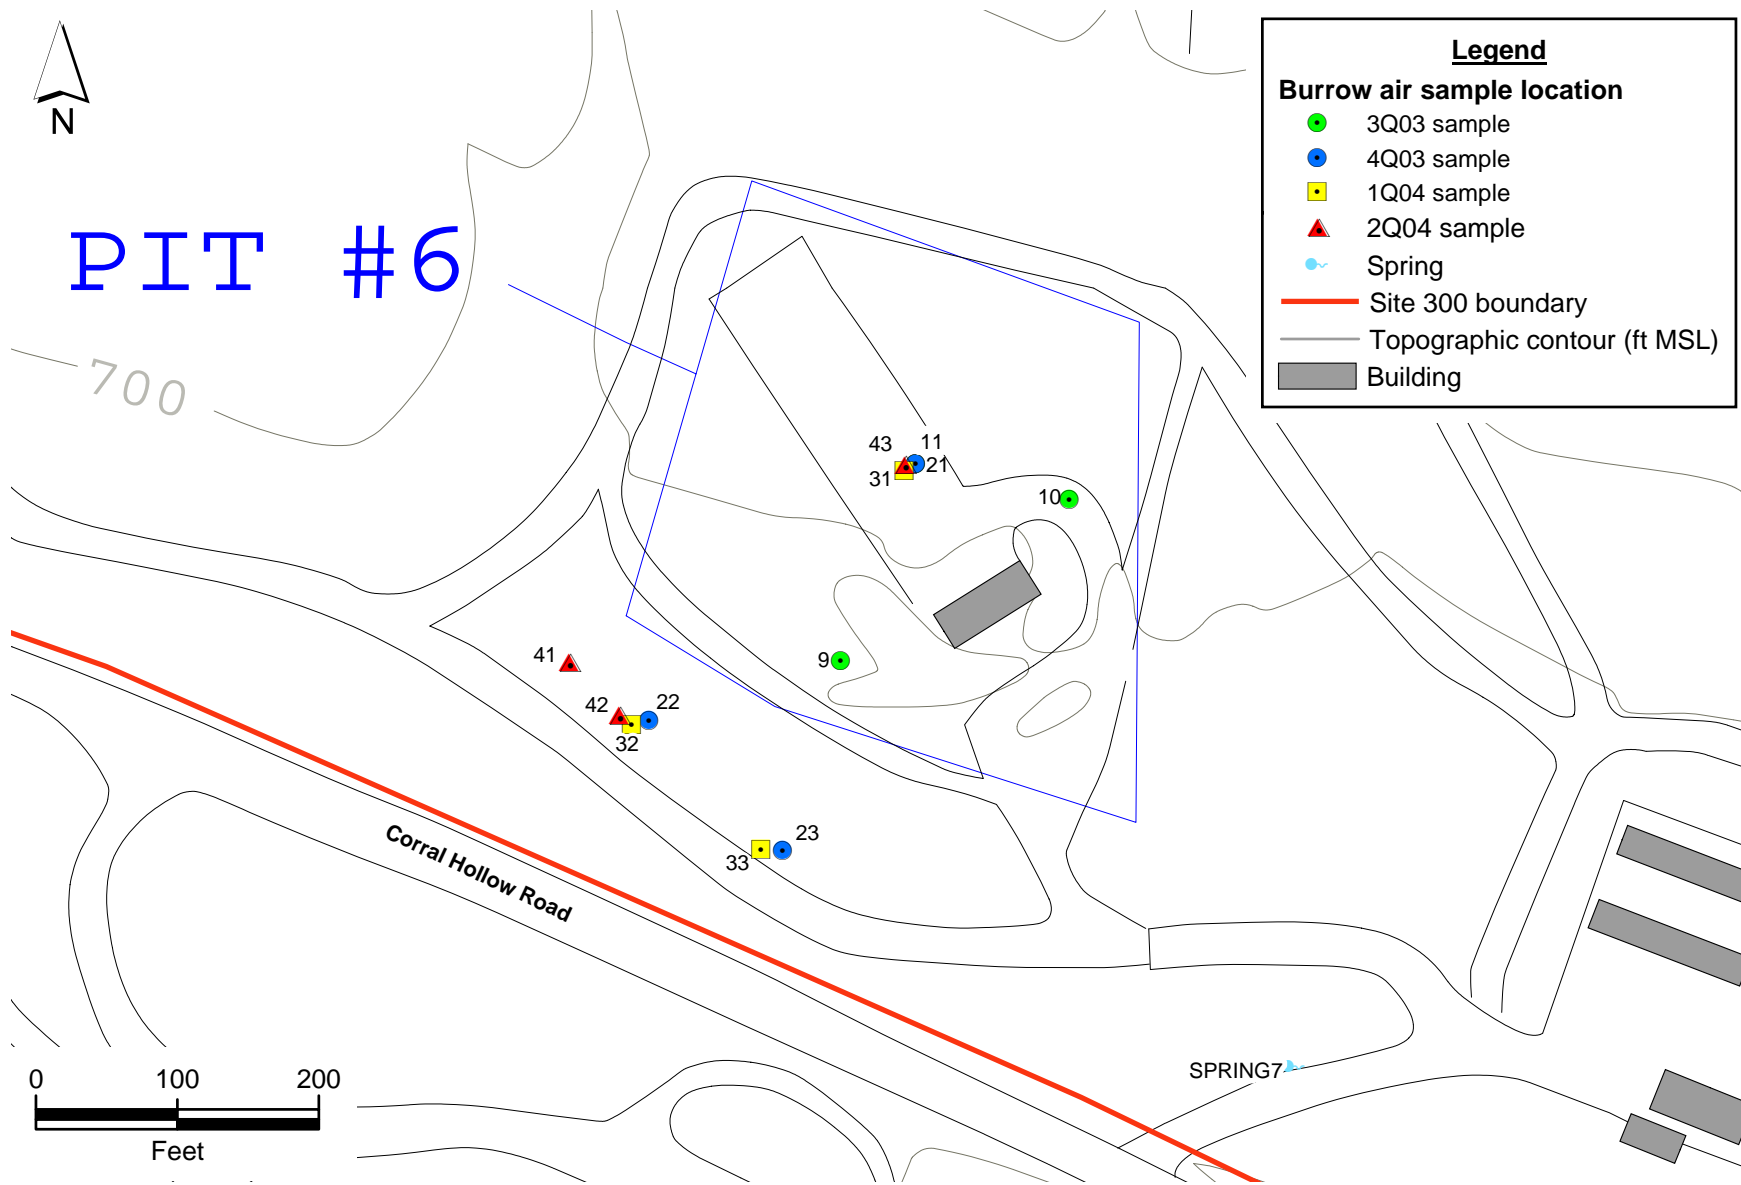 N
PIT #6
700
Legend
Burrow air sample location
3Q03 sample
4Q03 sample
1Q04 sample
2Q04 sample
Spring
Site 300 boundary
Topographic contour (ft MSL)
Building
43
11
21
31
10
9
41
42
22
32
23
33
Corral Hollow Road
SPRING7
0 100 200
Feet